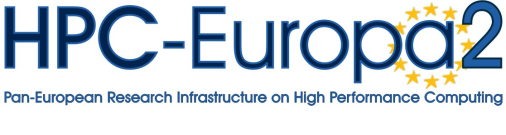 HPC-Europa2
Pan-European Research Infrastructure on High Performance Computing